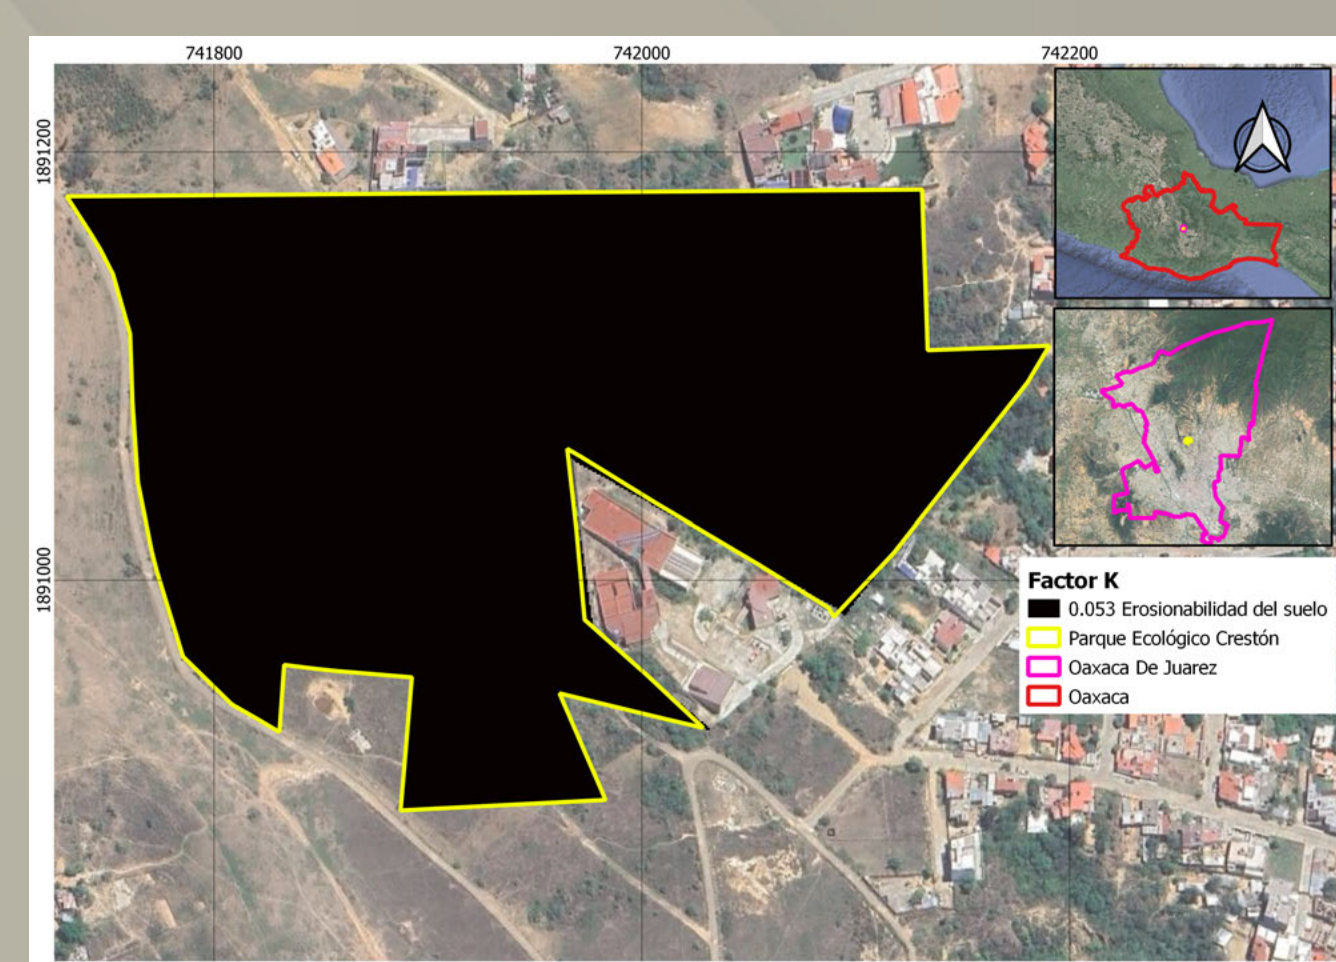 741800
742000
742200
1891200
1891000
Factor K
0.053 Erosionabilidad del suelo
Parque Ecológico Crestón
Oaxaca De Juarez
Oaxaca